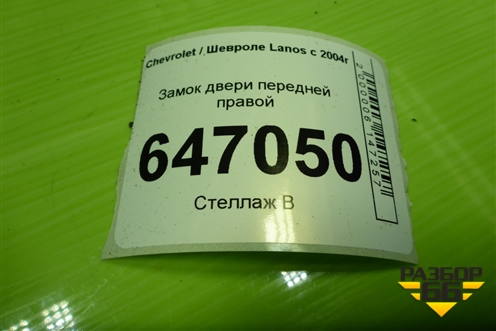 Chevrolet / Шевроле Lanos с 2004г
Замок двери передней
правой
647050
Стеллаж В
2000006147257
РАЗБОР
66